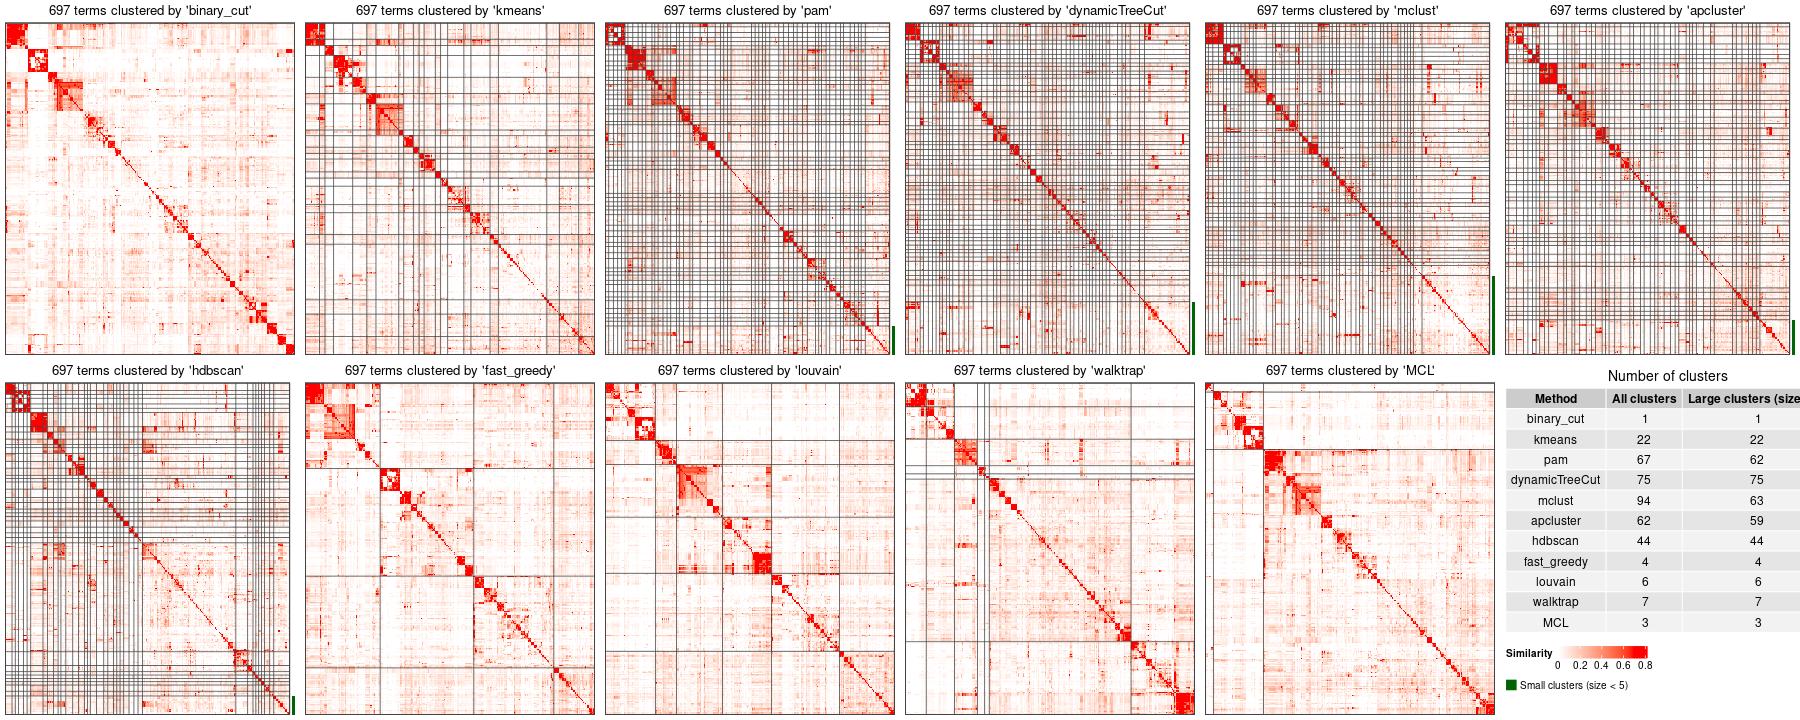 697 terms clustered by 'binary_cut'
697 terms clustered by 'kmeans'
697 terms clustered by 'pam'
697 terms clustered by 'dynamicTreeCut'
697 terms clustered by 'mclust'
697 terms clustered by 'apcluster'
697 terms clustered by 'hdbscan'
697 terms clustered by 'fast_greedy'
697 terms clustered by 'louvain'
697 terms clustered by 'walktrap'
697 terms clustered by 'MCL'
Number of clusters
Method All clusters Large clusters (size
binary_cut 1 1
kmeans 22 22
pam 67 62
dynamicTreeCut 75 75
mclust 94 63
apcluster 62 59
hdbscan 44 44
fast_greedy 4 4
louvain 6 6
walktrap 7 7
MCL 3 3
Similarity
0 0.2 0.4 0.6 0.8
Small clusters (size < 5)